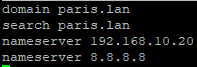 domain paris.lan
search paris.lan
nameserver 192.168.10.20
nameserver 8.8.8.8